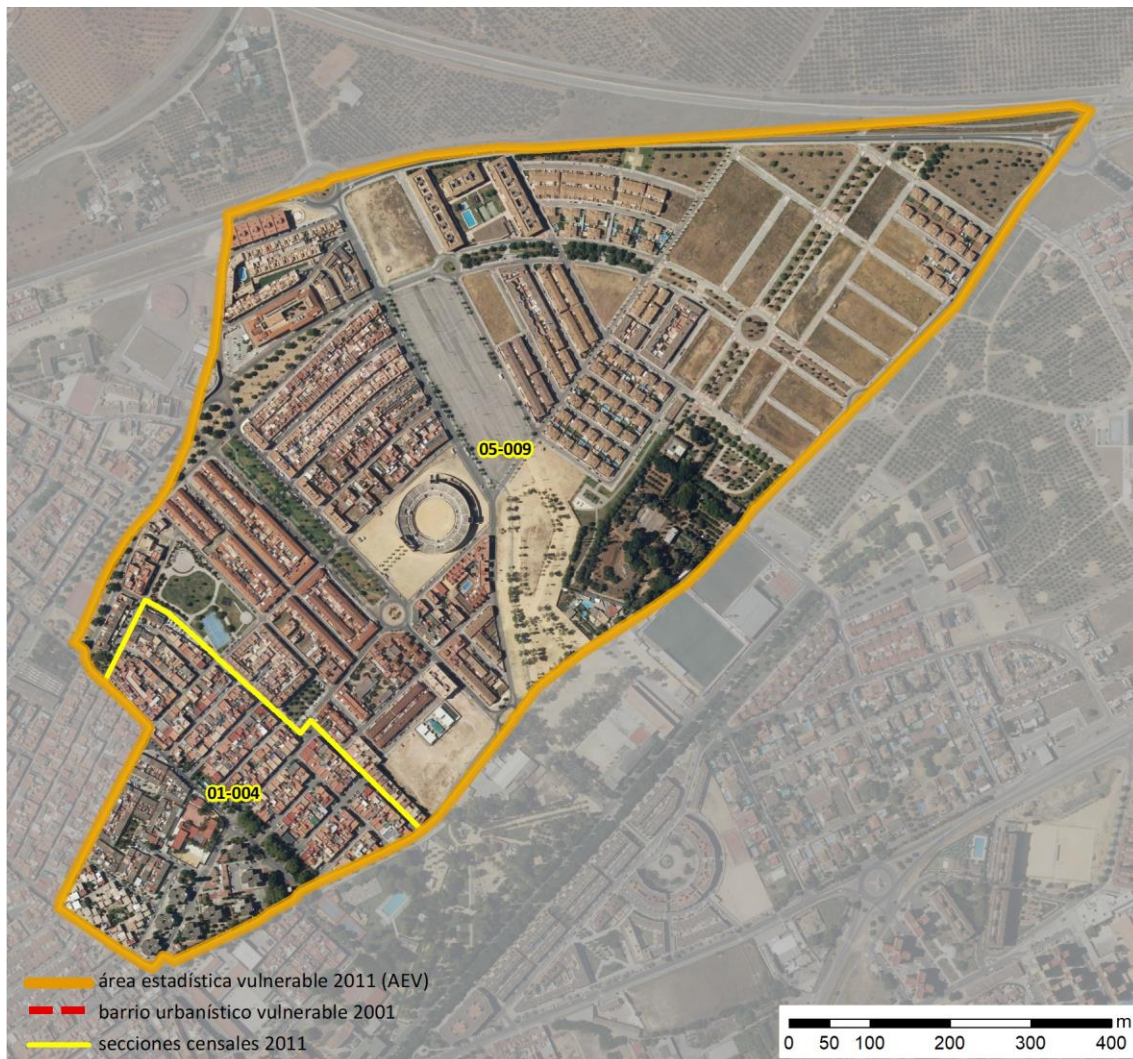 05-009
01-004
área estadística vulnerable 2011 (AEV)
barrio urbanístico vulnerable 2001
secciones censales 2011
m
0 50 100 200 300 400